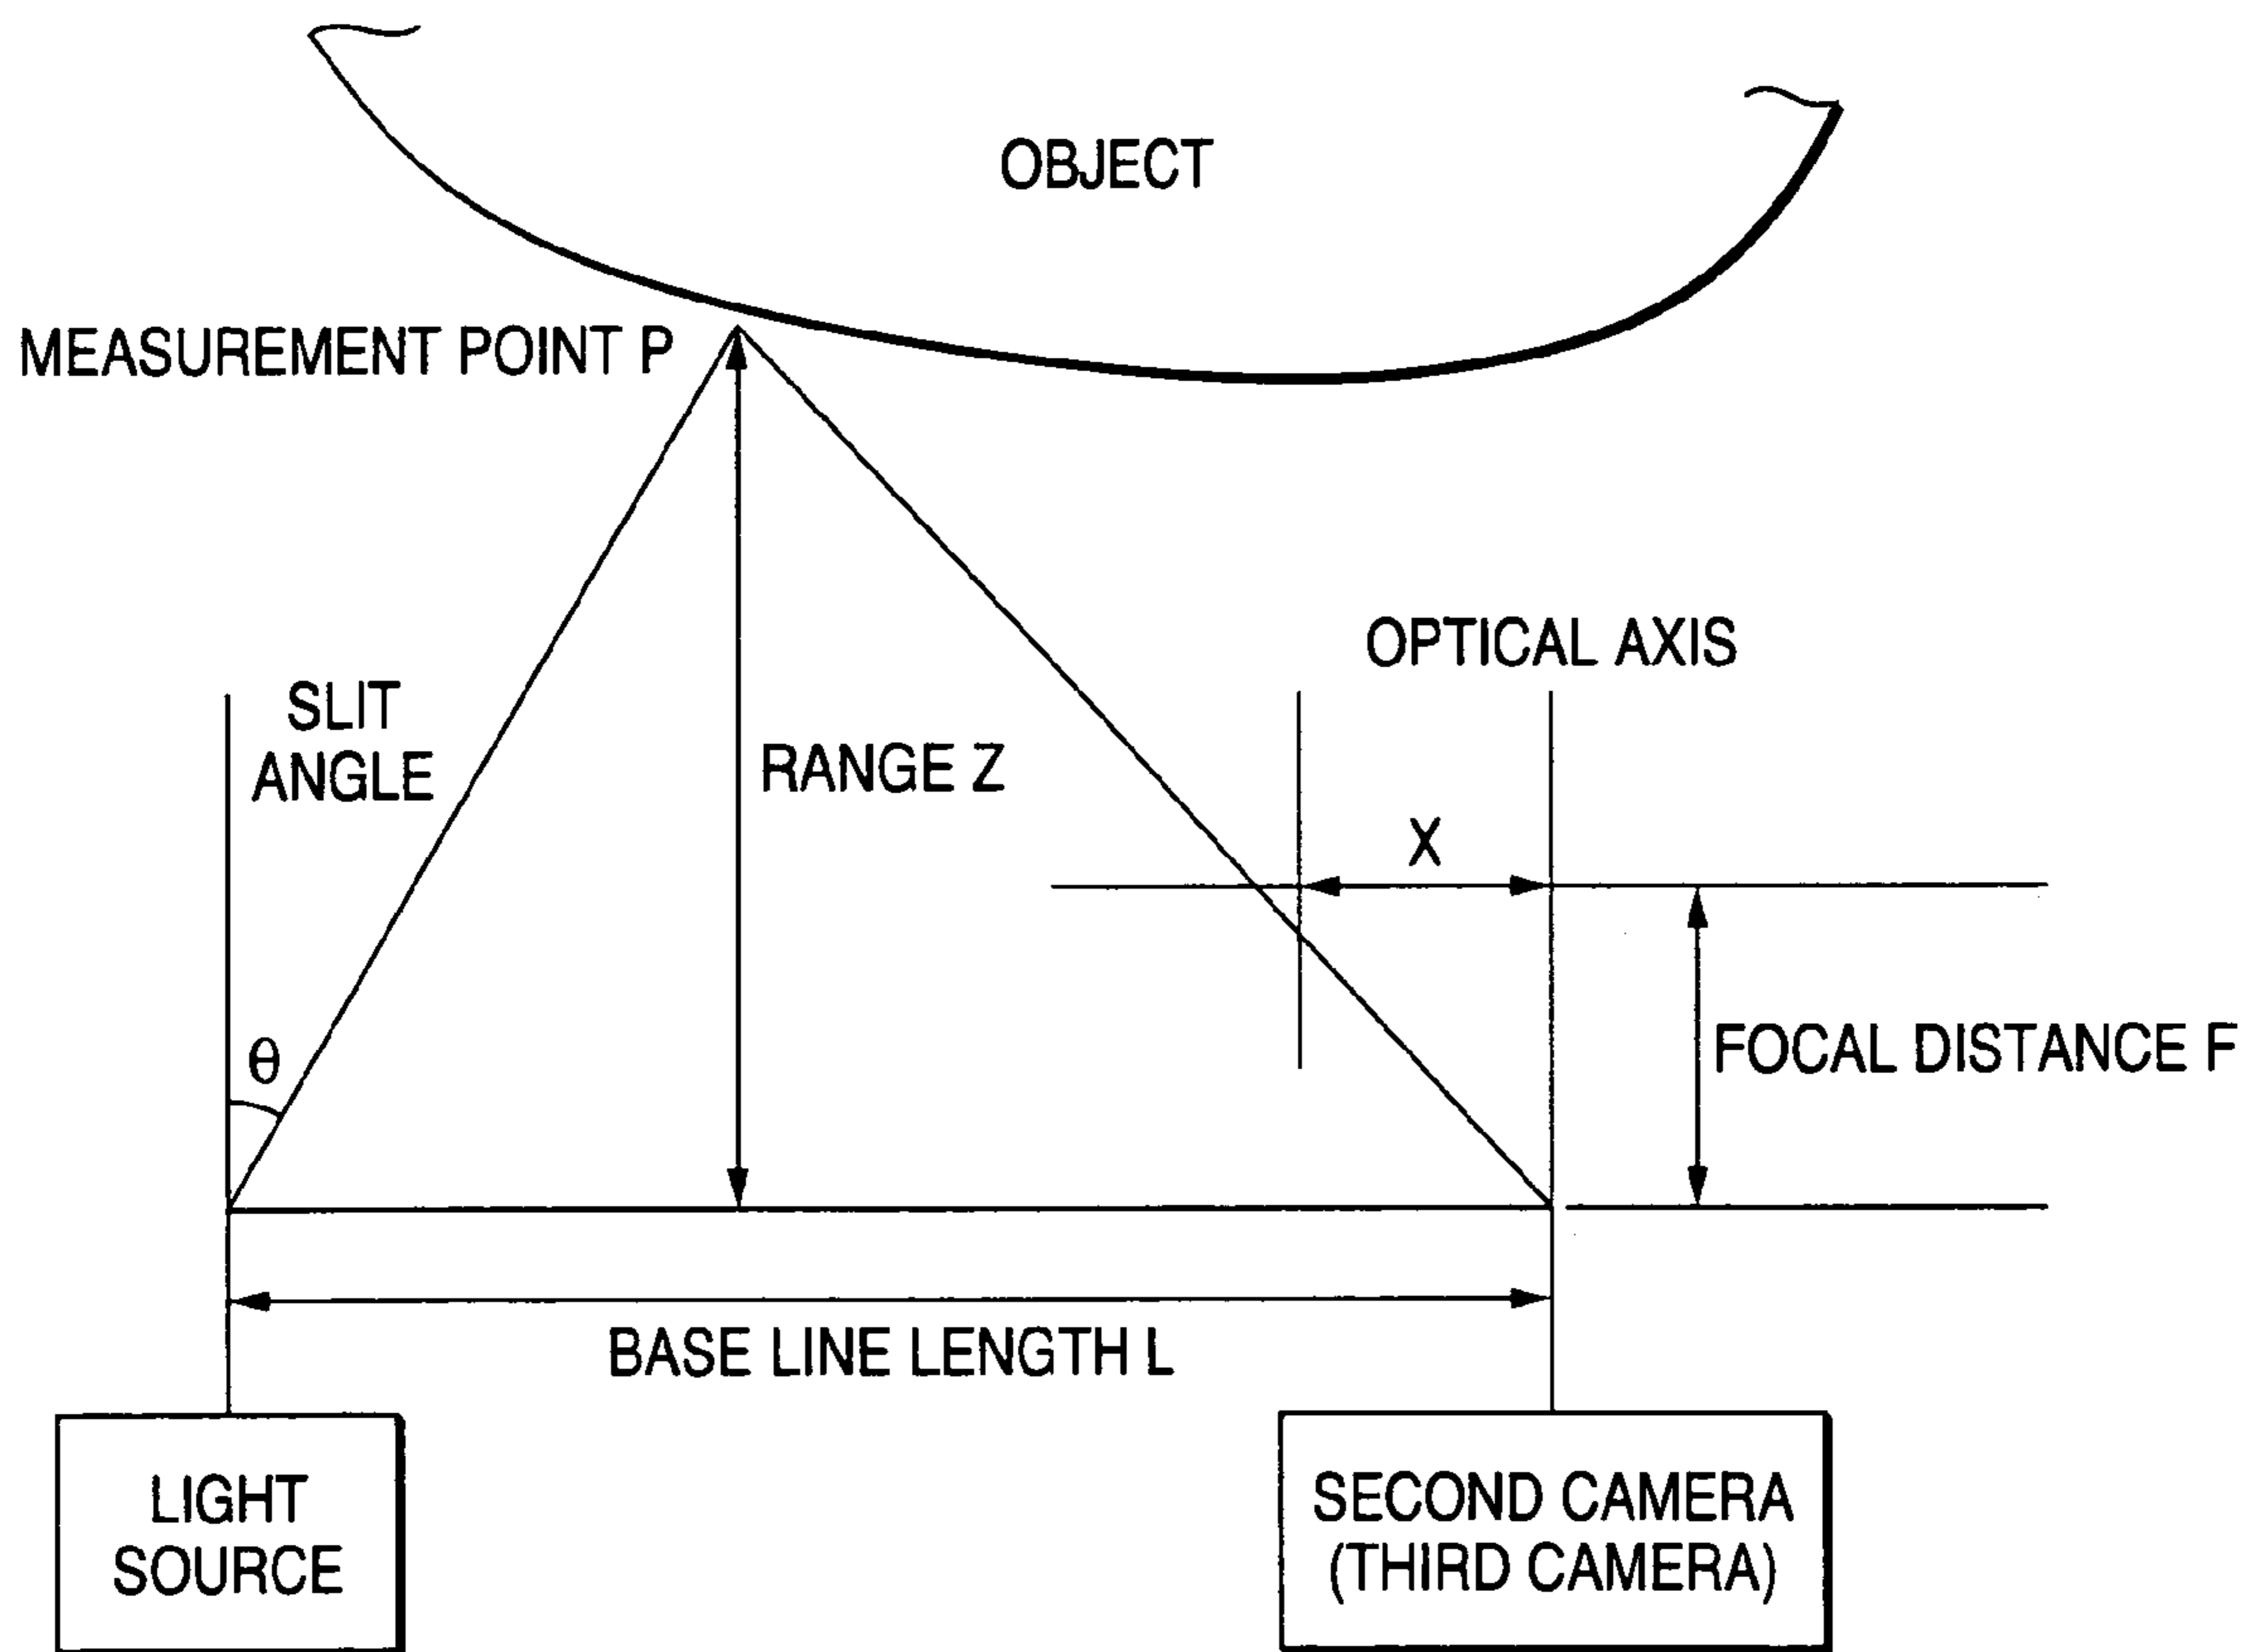 OBJECT
MEASUREMENT POINT P
OPTICAL AXIS
SLIT
ANGLE
RANGE Z
X
θ
FOCAL DISTANCE F
BASE LINE LENGTH L
LIGHT
SOURCE
SECOND CAMERA
(THIRD CAMERA)